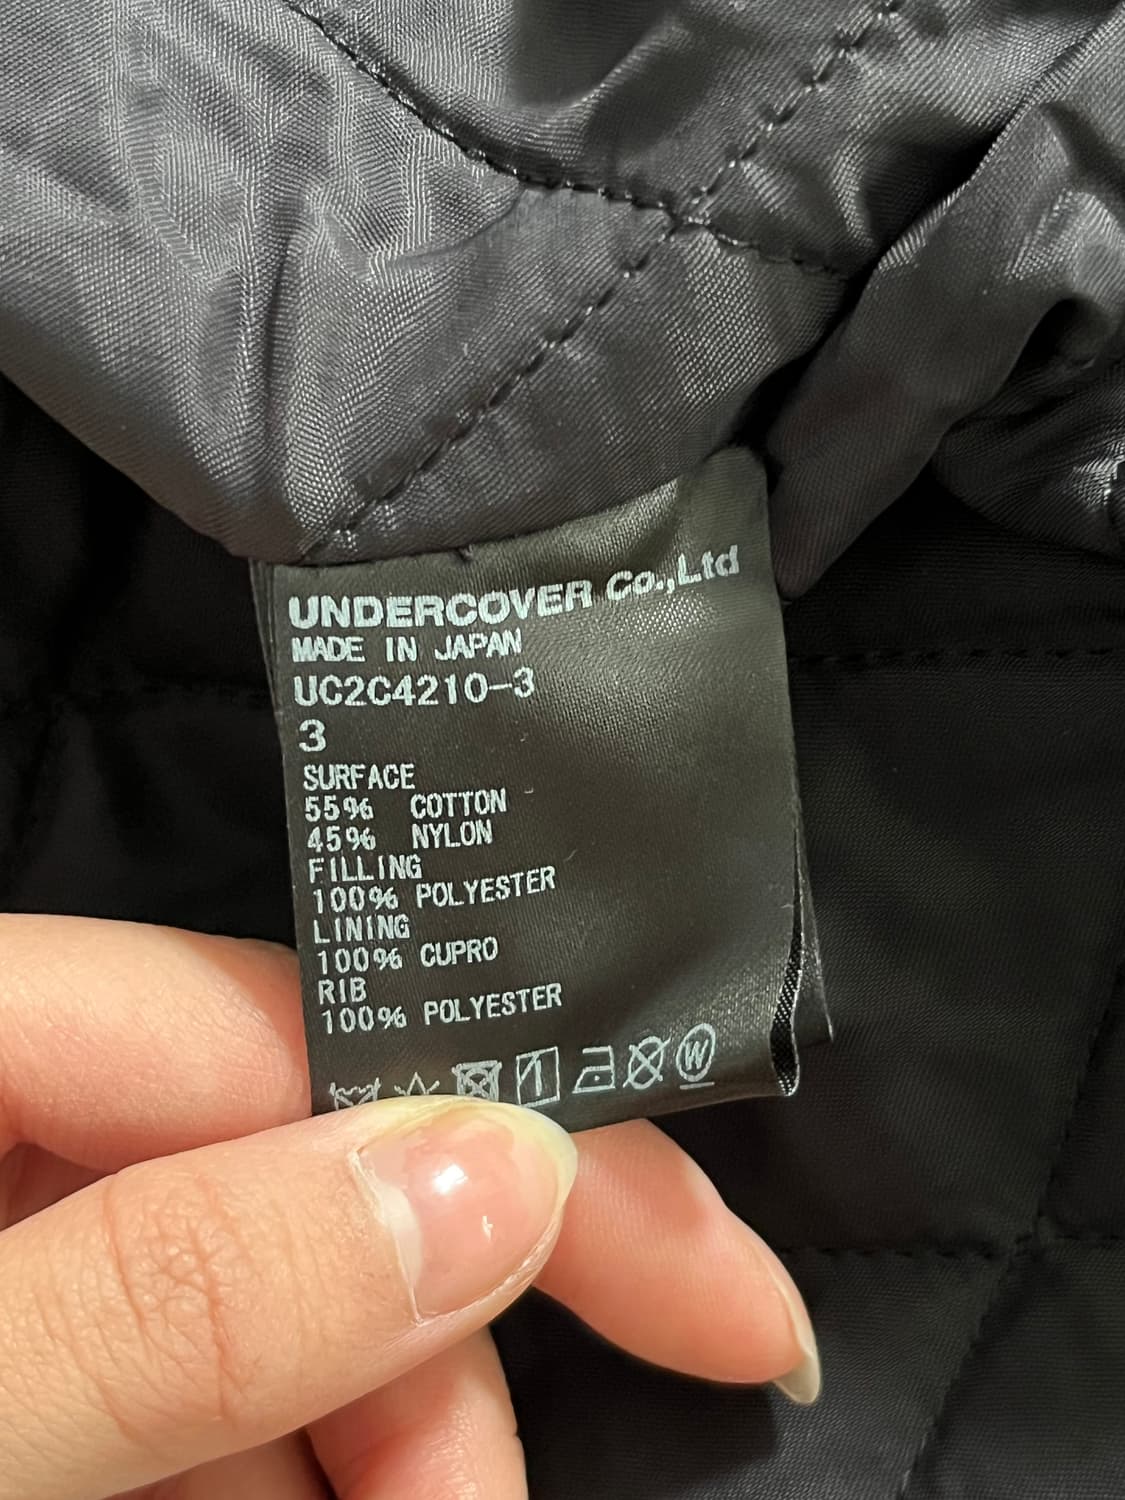 UNDERCOVER Co.,Ltd
MADE IN JAPAN
UC2C4210-3
3
SURFACE
55% COTTON
45% NYLON
FILLING
100% POLYESTER
LINING
100% CUPRO
RIB
100% POLYESTER
W